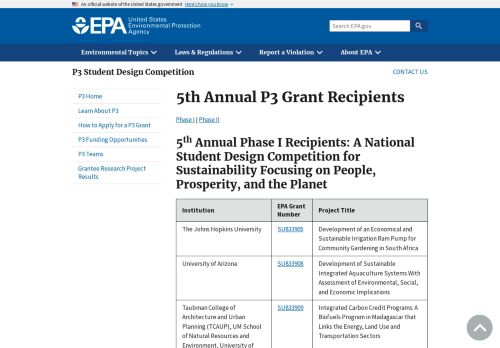 An official website of the United States government Here's how you know
EPA United States
Environmental Protection
Agency
Search EPA.gov
Environmental Topics
Laws & Regulations
Report a Violation
About EPA
P3 Student Design Competition
CONTACT US
P3 Home
Learn About P3
How to Apply for a P3 Grant
P3 Funding Opportunities
P3 Teams
Grantee Research Project
Results
5th Annual P3 Grant Recipients
Phase I | Phase II
5th Annual Phase I Recipients: A National
Student Design Competition for
Sustainability Focusing on People,
Prosperity, and the Planet
Institution
EPA Grant
Number
Project Title
The Johns Hopkins University
SU833905
Development of an Economical and
Sustainable Irrigation Ram Pump for
Community Gardening in South Africa
University of Arizona
SU833908
Development of Sustainable
Integrated Aquaculture Systems With
Assessment of Environmental, Social,
and Economic Implications
Taubman College of
Architecture and Urban
Planning (TCAUP), UM School
of Natural Resources and
Environment, University of
SU833909
Integrated Carbon Credit Programs: A
Biofuels Program in Madagascar that
Links the Energy, Land Use and
Transportation Sectors